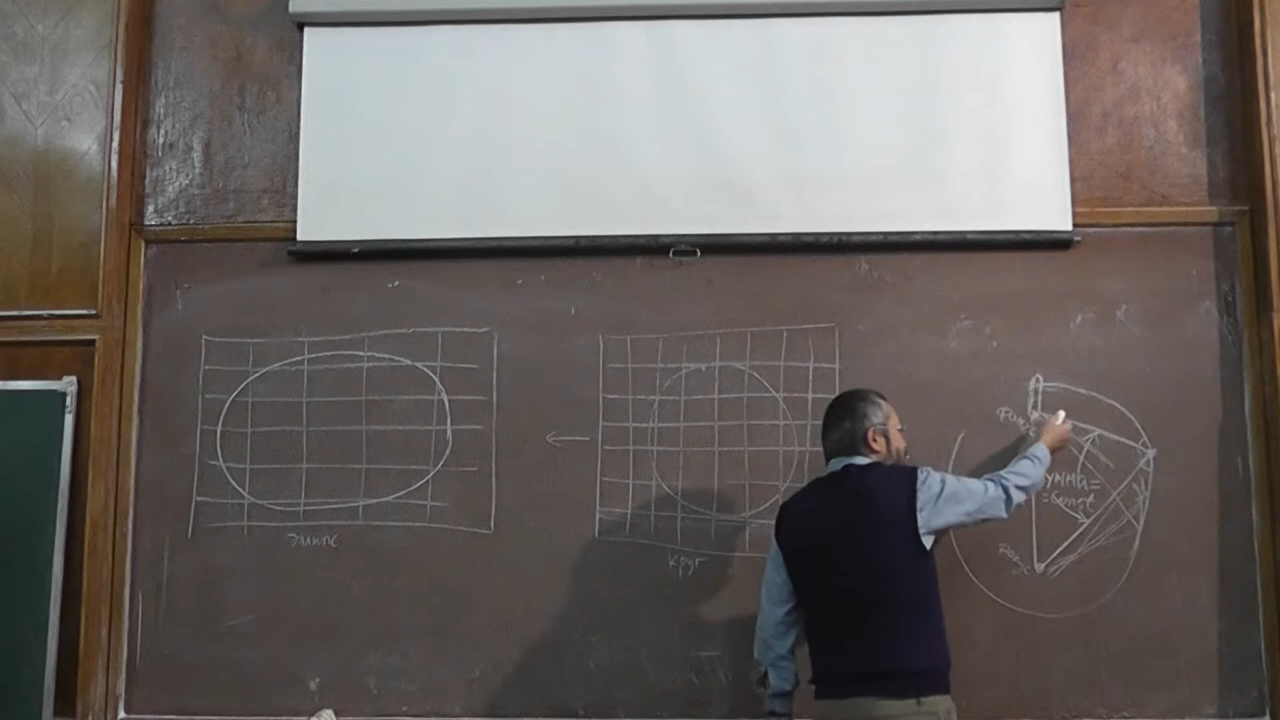 эллипс
круг
Фокус
сумма=
=const
Фокус